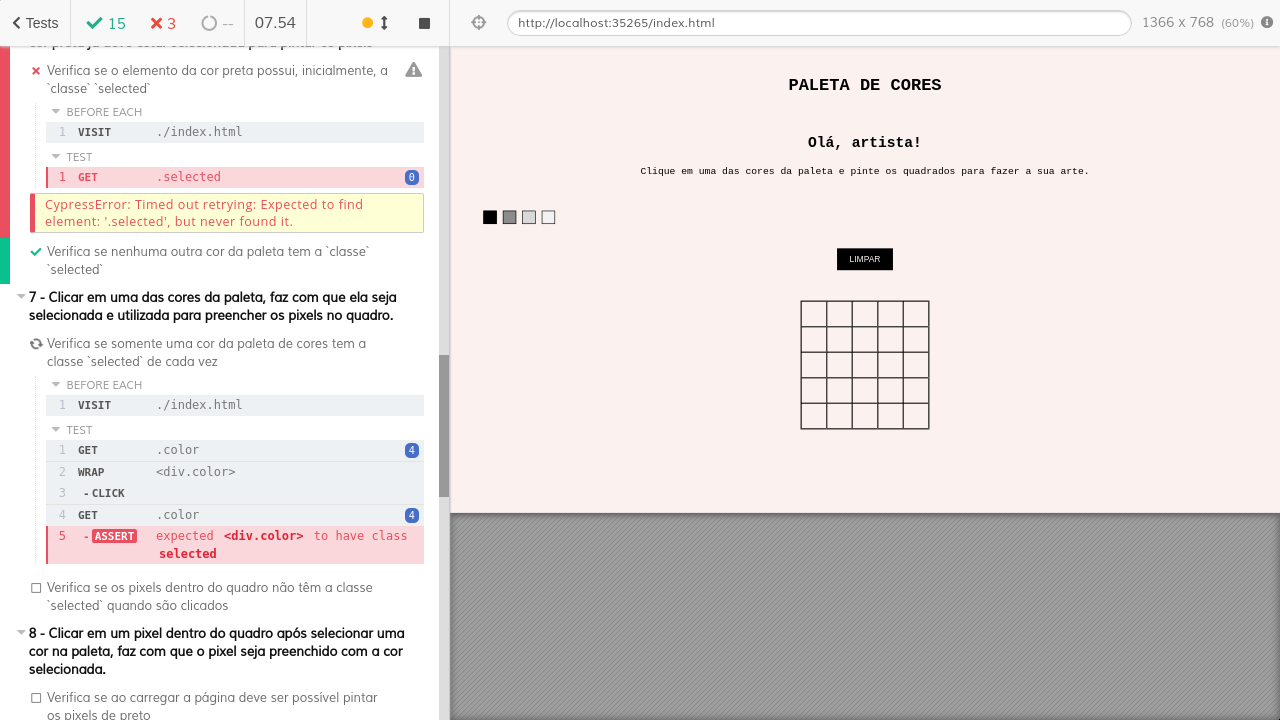 Tests 15 3 -- 07.54
http://localhost:35265/index.html 1366 x 768 (60%)
cor preta já deve estar selecionada para pintar os pixels
Verifica se o elemento da cor preta possui, inicialmente, a
`classe` `selected`
BEFORE EACH
1 VISIT ./index.html
TEST
1 GET .selected 0
CypressError: Timed out retrying: Expected to find
element: '.selected', but never found it.
Verifica se nenhuma outra cor da paleta tem a `classe`
`selected`
7 - Clicar em uma das cores da paleta, faz com que ela seja
selecionada e utilizada para preencher os pixels no quadro.
Verifica se somente uma cor da paleta de cores tem a
classe `selected` de cada vez
BEFORE EACH
1 VISIT ./index.html
TEST
1 GET .color 4
2 WRAP <div.color>
3 -CLICK
4 GET .color 4
5 -ASSERT expected <div.color> to have class
selected
Verifica se os pixels dentro do quadro não têm a classe
`selected` quando são clicados
8 - Clicar em um pixel dentro do quadro após selecionar uma
cor na paleta, faz com que o pixel seja preenchido com a cor
selecionada.
Verifica se ao carregar a página deve ser possível pintar
os pixels de preto
PALETA DE CORES
Olá, artista!
Clique em uma das cores da paleta e pinte os quadrados para fazer a sua arte.
LIMPAR